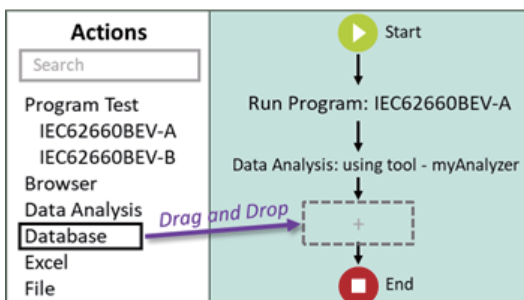 Actions
Search
Program Test
IEC62660BEV-A
IEC62660BEV-B
Browser
Data Analysis
Database
Excel
File
Drag and Drop
Start
Run Program: IEC62660BEV-A
Data Analysis: using tool - myAnalyzer
+
End